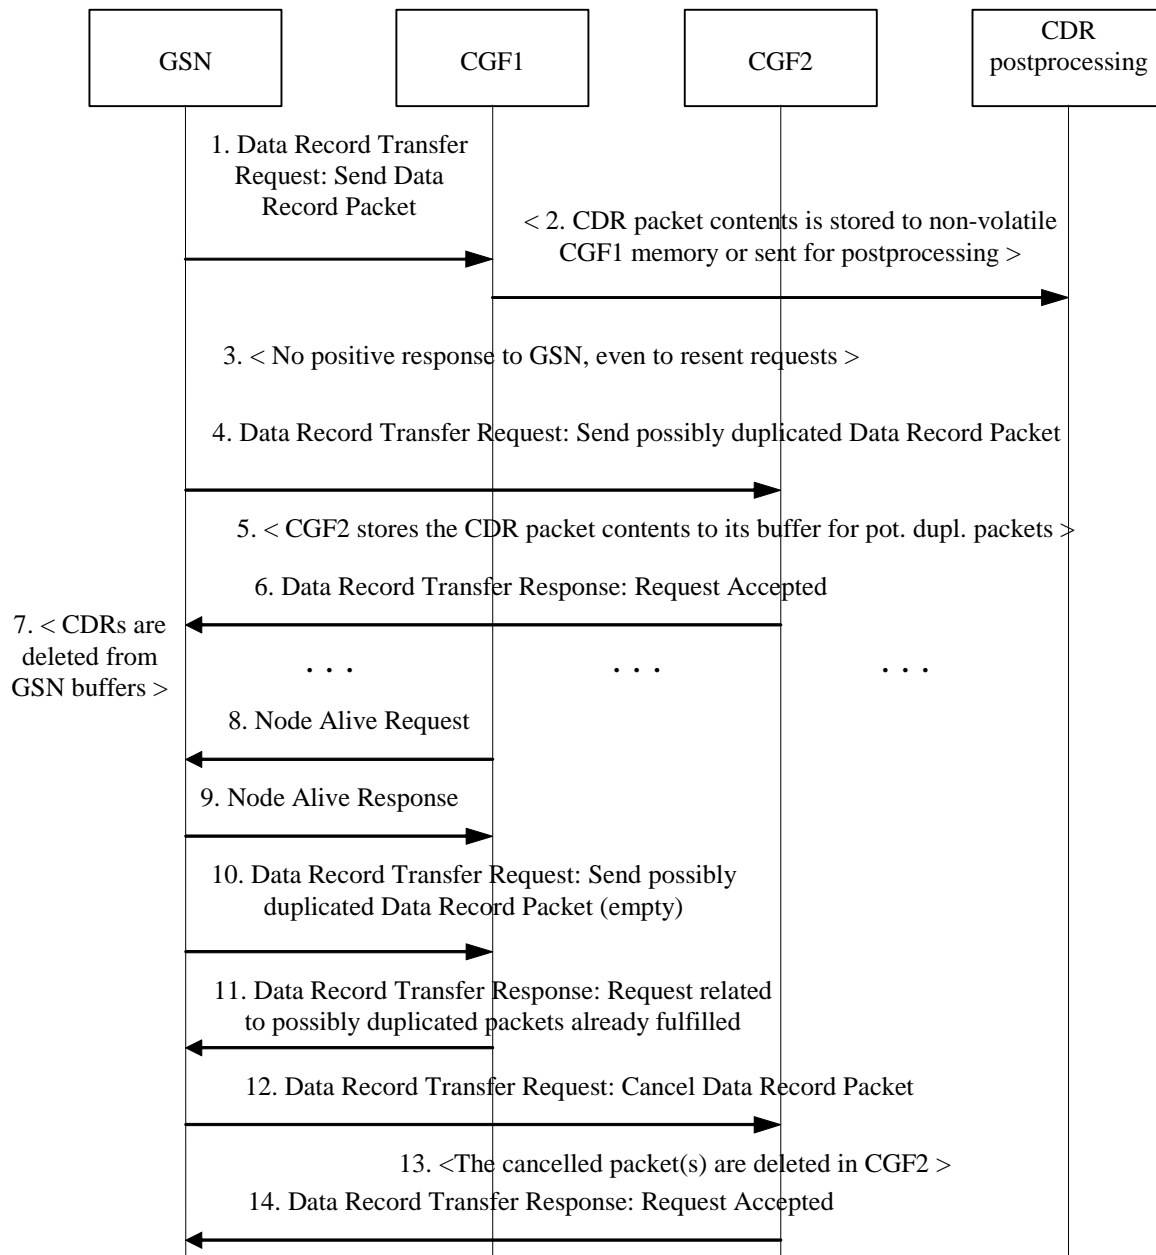 GSN
CGF1
CGF2
CDR
postprocessing
1. Data Record Transfer
Request: Send Data
Record Packet
< 2. CDR packet contents is stored to non-volatile
CGF1 memory or sent for postprocessing >
3. < No positive response to GSN, even to resent requests >
4. Data Record Transfer Request: Send possibly duplicated Data Record Packet
5. < CGF2 stores the CDR packet contents to its buffer for pot. dupl. packets >
6. Data Record Transfer Response: Request Accepted
7. < CDRs are
deleted from
GSN buffers >
. . .
. . .
. . .
8. Node Alive Request
9. Node Alive Response
10. Data Record Transfer Request: Send possibly
duplicated Data Record Packet (empty)
11. Data Record Transfer Response: Request related
to possibly duplicated packets already fulfilled
12. Data Record Transfer Request: Cancel Data Record Packet
13. <The cancelled packet(s) are deleted in CGF2 >
14. Data Record Transfer Response: Request Accepted